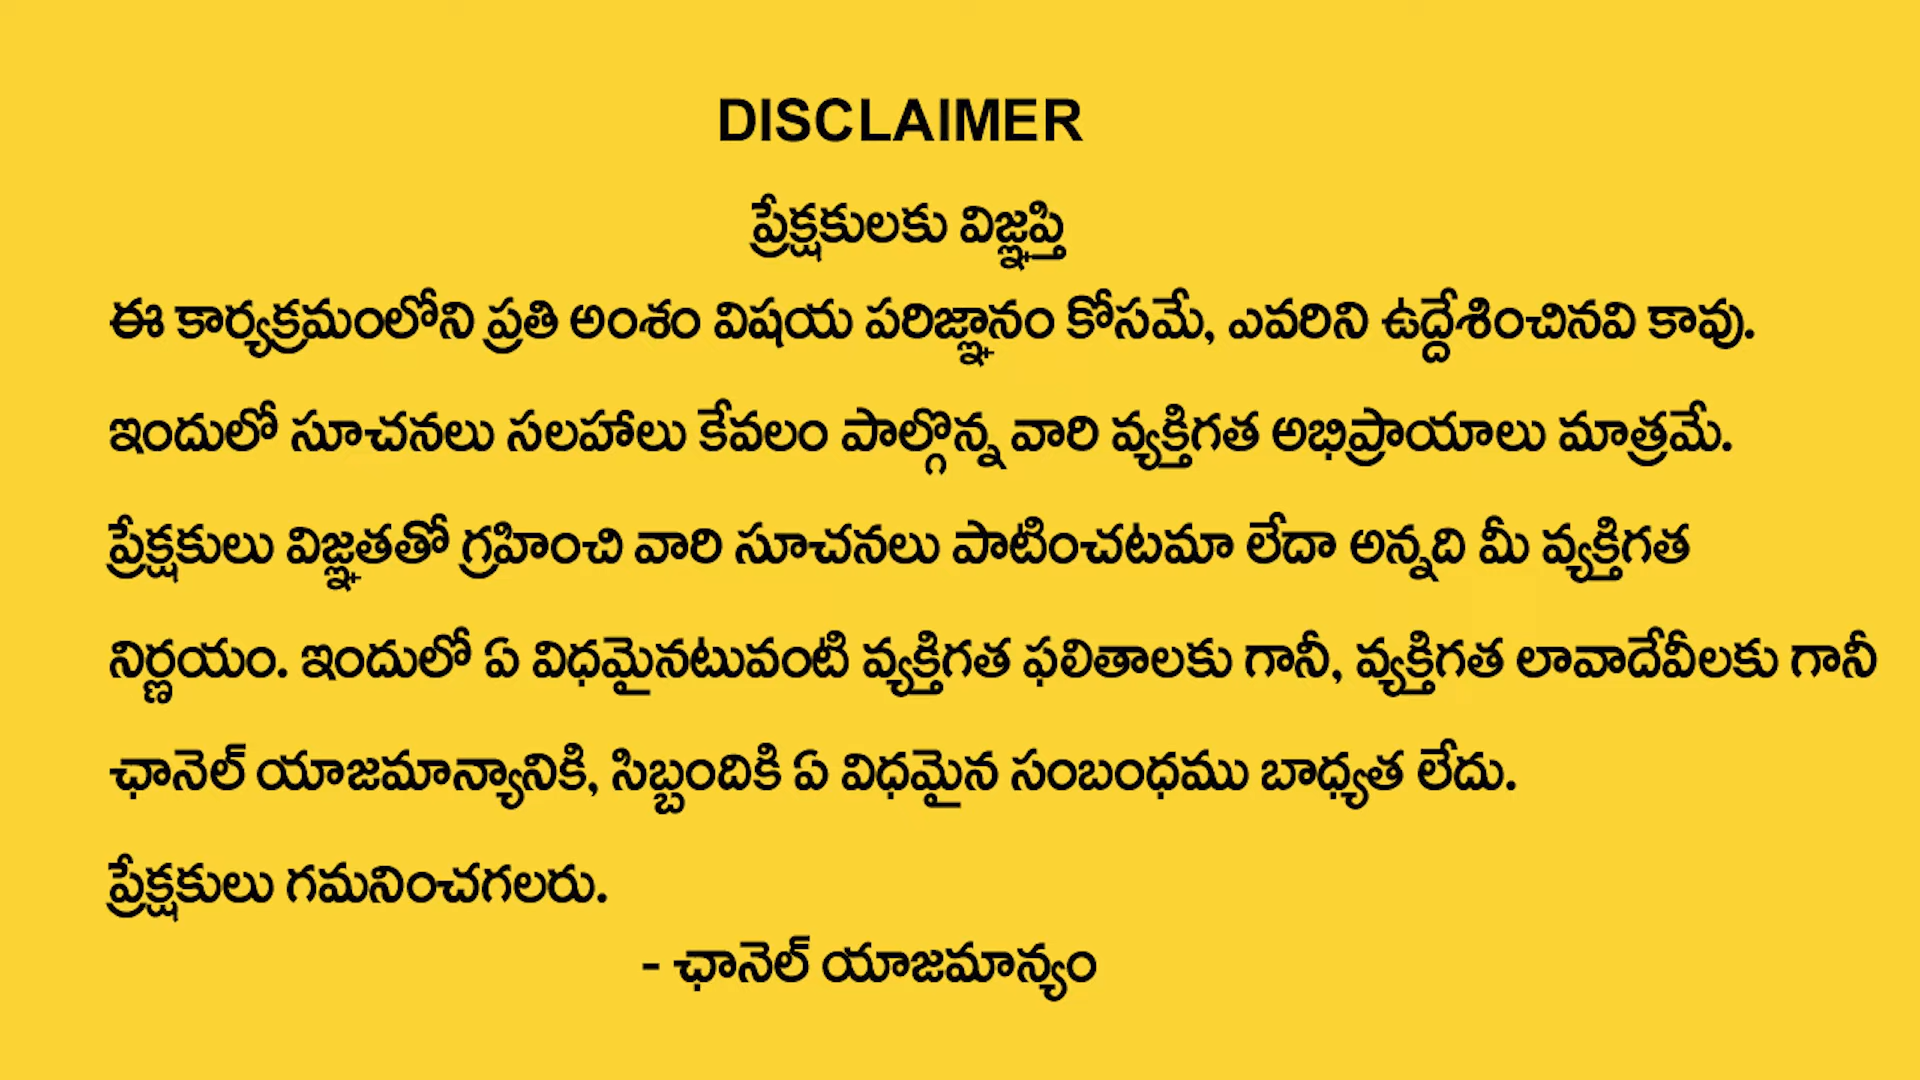 DISCLAIMER
ప్రేక్షకులకు విజ్ఞప్తి
ఈ కార్యక్రమంలోని ప్రతి అంశం విషయ పరిజ్ఞానం కోసమే, ఎవరిని ఉద్దేశించినవి కావు.
ఇందులో సూచనలు సలహాలు కేవలం పాల్గొన్న వారి వ్యక్తిగత అభిప్రాయాలు మాత్రమే.
ప్రేక్షకులు విజ్ఞతతో గ్రహించి వారి సూచనలు పాటించటమా లేదా అన్నది మీ వ్యక్తిగత
నిర్ణయం. ఇందులో ఏ విధమైనటువంటి వ్యక్తిగత ఫలితాలకు గానీ, వ్యక్తిగత లావాదేవీలకు గానీ
ఛానెల్ యాజమాన్యానికి, సిబ్బందికి ఏ విధమైన సంబంధము బాధ్యత లేదు.
ప్రేక్షకులు గమనించగలరు.
- ఛానెల్ యాజమాన్యం